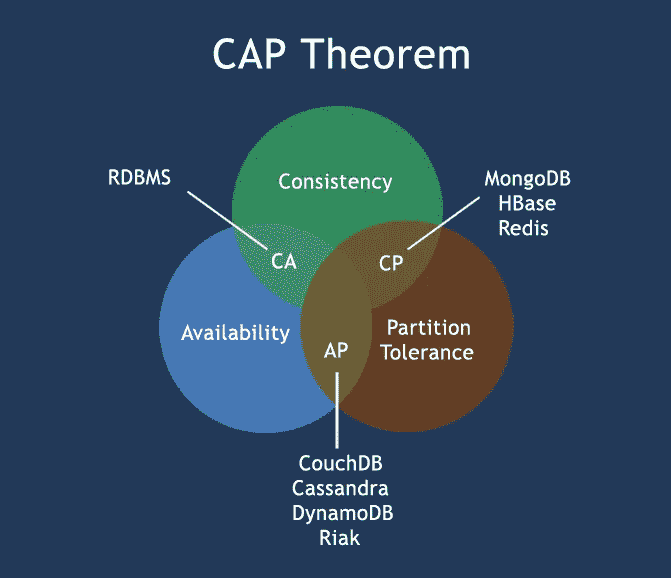 CAP Theorem
RDBMS
Consistency
MongoDB
HBase
Redis
CA
CP
Availability
Partition
Tolerance
AP
CouchDB
Cassandra
DynamoDB
Riak